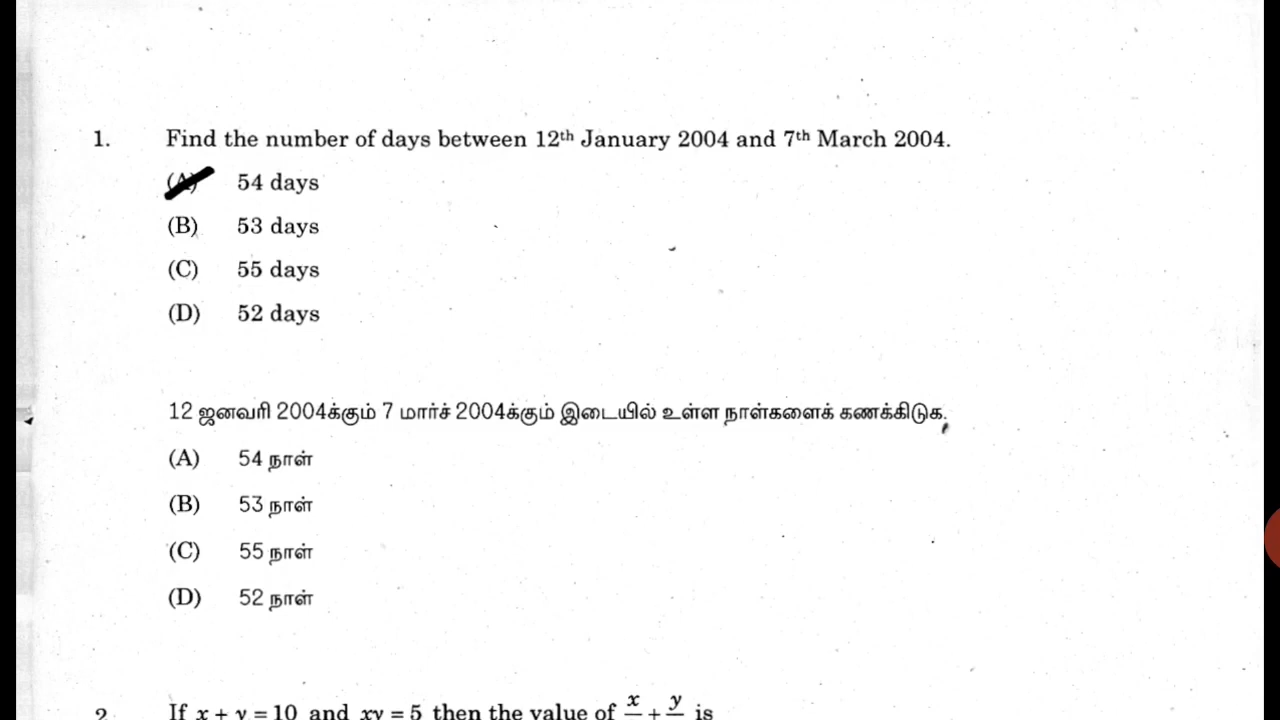 1. Find the number of days between 12th January 2004 and 7th March 2004.
(A) 54 days
(B) 53 days
(C) 55 days
(D) 52 days
12 ஜனவரி 2004க்கும் 7 மார்ச் 2004க்கும் இடையில் உள்ள நாள்களைக் கணக்கிடுக.
(A) 54 நாள்
(B) 53 நாள்
(C) 55 நாள்
(D) 52 நாள்
2. If x + y = 10 and xy = 5 then the value of x/ + y/ is